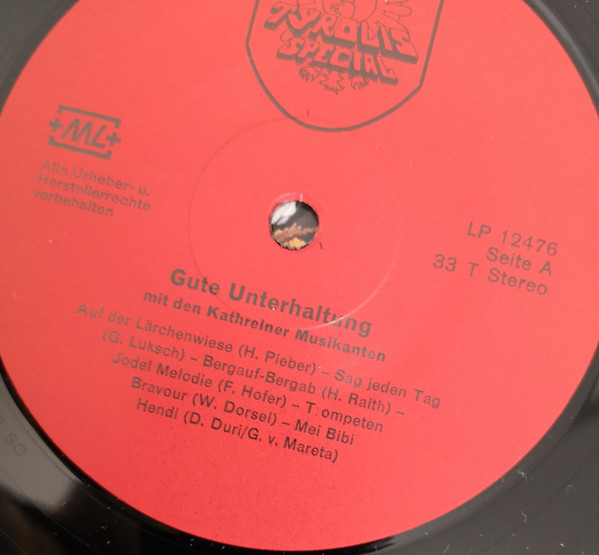 TYROLIS
SPECIAL
+ML+
Alle Urheber- u.
Herstellerrechte
vorbehalten
LP 12476
Seite A
33 T Stereo
Gute Unterhaltung
mit den Kathreiner Musikanten
Auf der Lärchenwiese (H. Pieber) – Sag jeden Tag
(G. Luksch) – Bergauf-Bergab (H. Raith) –
Jodel Melodie (F. Hofer) – T ompeten
Bravour (W. Dorsel) – Mei Bibi
Hendi (D. Duri/G. v. Mareta)